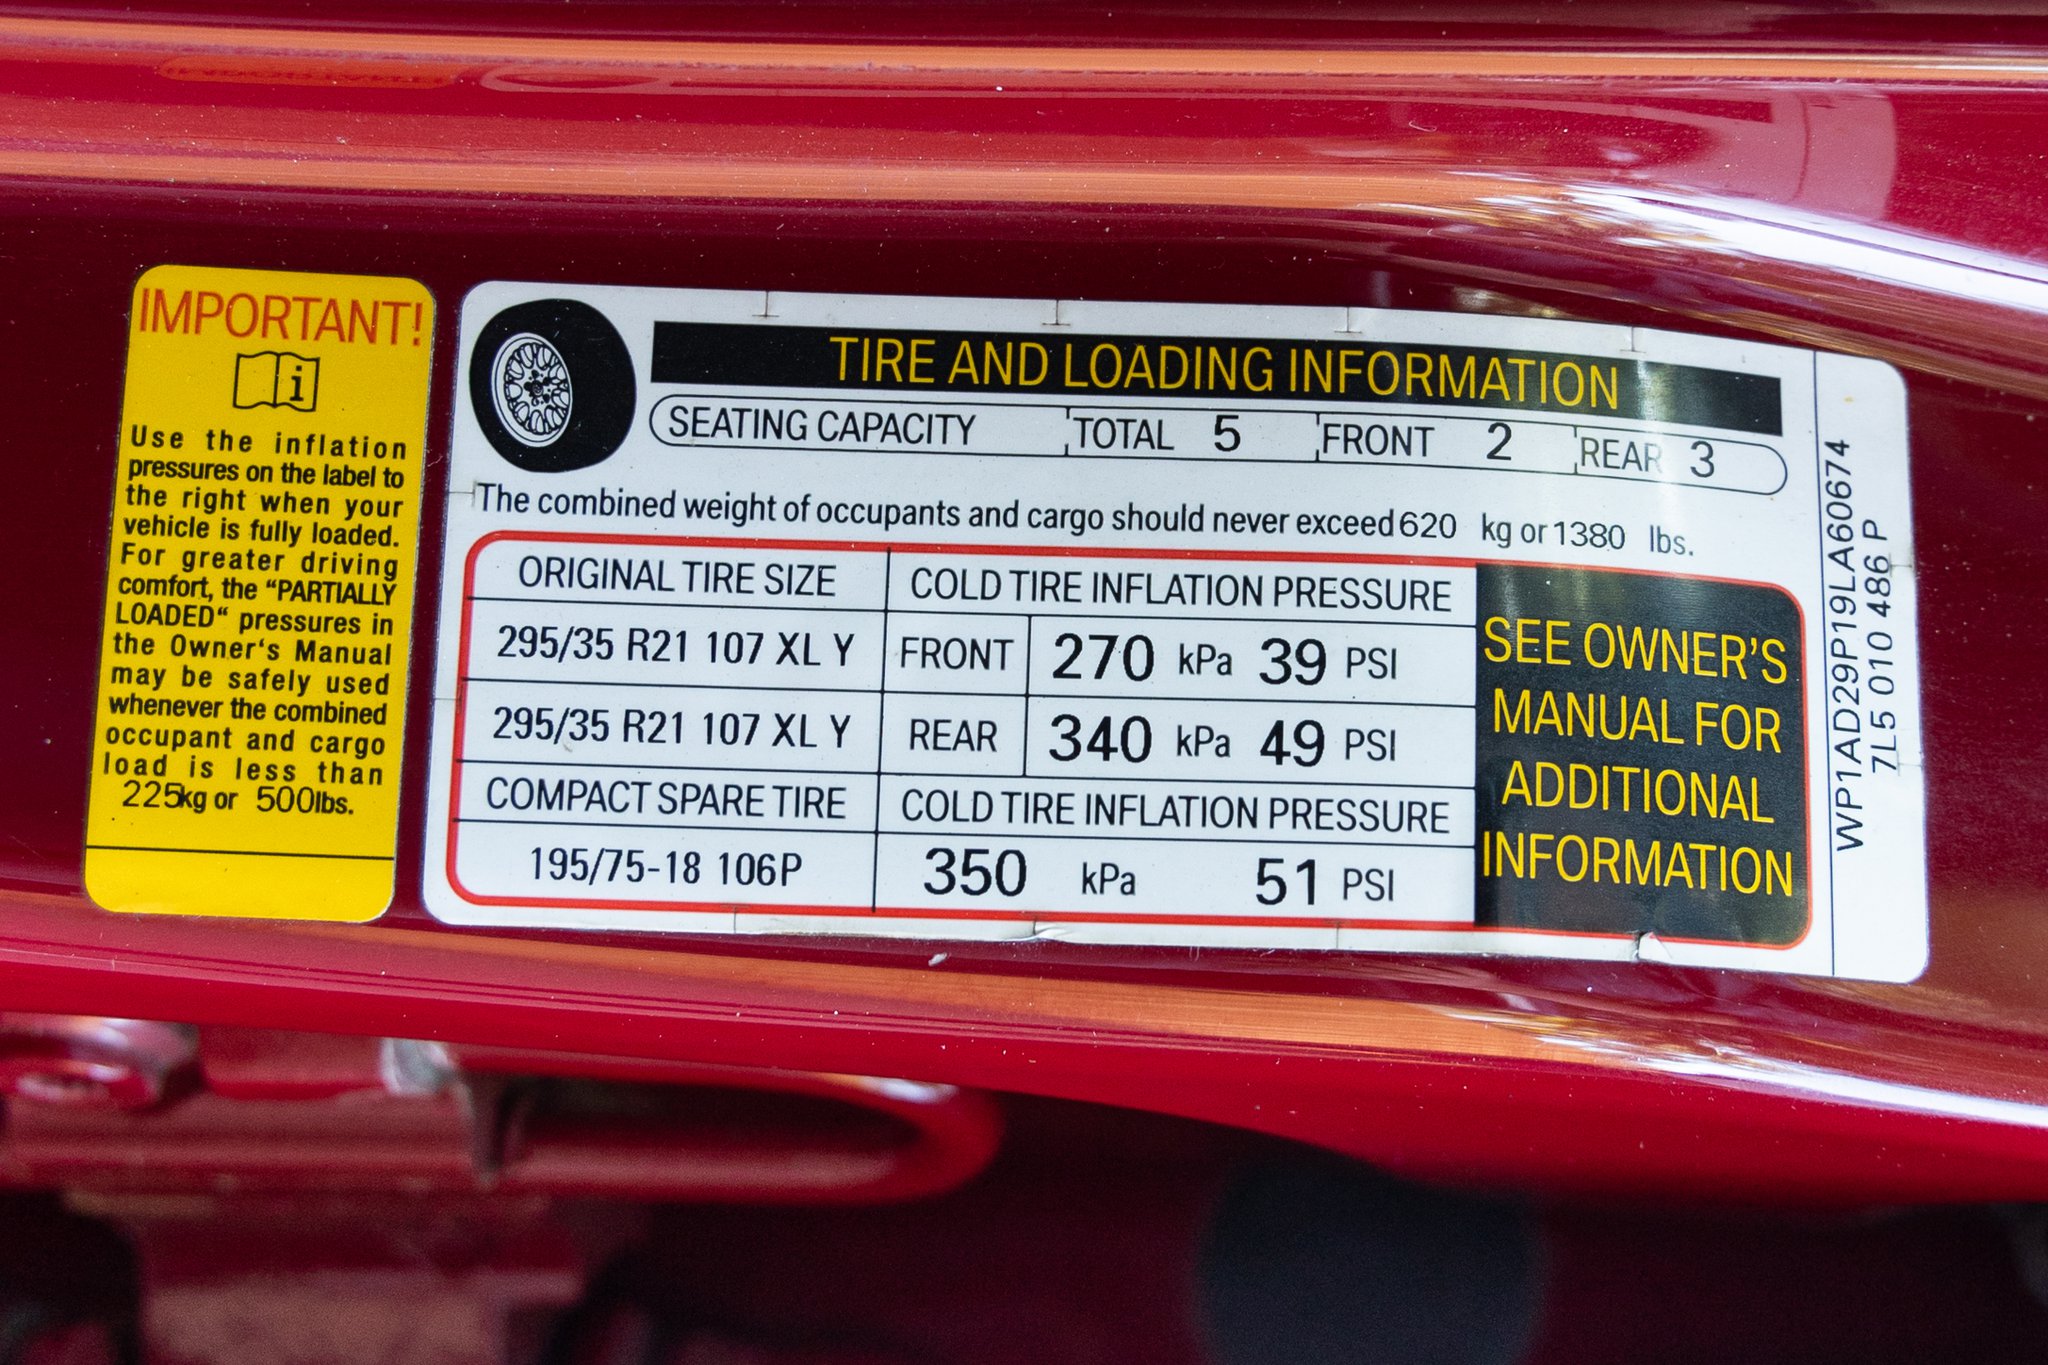 IMPORTANT!
i
Use the inflation
pressures on the label to
the right when your
vehicle is fully loaded.
For greater driving
comfort, the "PARTIALLY
LOADED" pressures in
the Owner's Manual
may be safely used
whenever the combined
occupant and cargo
load is less than
225kg or 500lbs.
TIRE AND LOADING INFORMATION
SEATING CAPACITY TOTAL 5 FRONT 2 REAR 3
The combined weight of occupants and cargo should never exceed 620 kg or 1380 lbs.
ORIGINAL TIRE SIZE COLD TIRE INFLATION PRESSURE
295/35 R21 107 XL Y FRONT 270 kPa 39 PSI
295/35 R21 107 XL Y REAR 340 kPa 49 PSI
COMPACT SPARE TIRE COLD TIRE INFLATION PRESSURE
195/75-18 106P 350 kPa 51 PSI
SEE OWNER'S
MANUAL FOR
ADDITIONAL
INFORMATION
WP1AD29P19LA60674
7L5 010 486 P